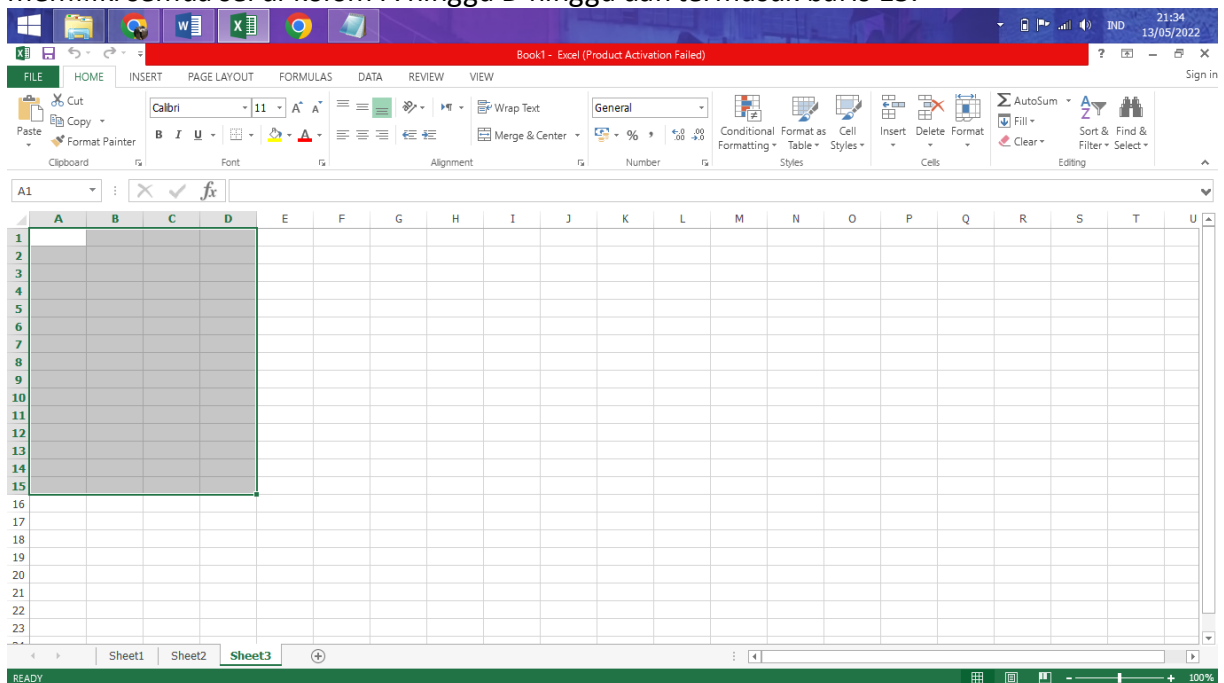 memiliki semua sel di kolom A hingga D hingga dan termasuk baris 15.
IND
21:34
13/05/2022
Book1 - Excel (Product Activation Failed)
FILE HOME INSERT PAGE LAYOUT FORMULAS DATA REVIEW VIEW Sign in
Paste
Cut
Copy
Format Painter
Clipboard
Calibri 11
B I U
Font
Wrap Text
Merge & Center
Alignment
General
Number
Conditional Formatting
Format as Table
Cell Styles
Styles
Insert Delete Format
Cells
AutoSum
Fill
Clear
Sort & Filter
Find & Select
Editing
A1 fx
A B C D E F G H I J K L M N O P Q R S T U
1
2
3
4
5
6
7
8
9
10
11
12
13
14
15
16
17
18
19
20
21
22
23
Sheet1 Sheet2 Sheet3
READY 100%